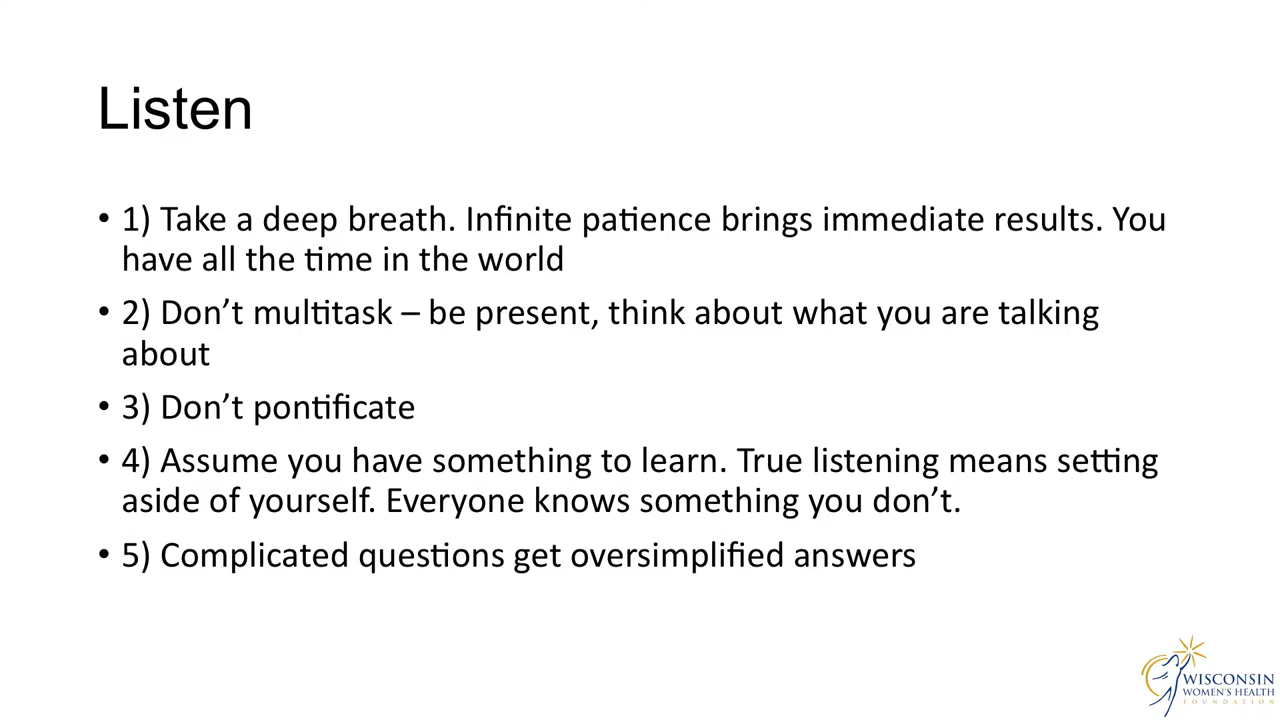 Listen
• 1) Take a deep breath. Infinite patience brings immediate results. You
have all the time in the world
• 2) Don’t multitask – be present, think about what you are talking
about
• 3) Don’t pontificate
• 4) Assume you have something to learn. True listening means setting
aside of yourself. Everyone knows something you don’t.
• 5) Complicated questions get oversimplified answers
WISCONSIN
WOMEN'S HEALTH
FOUNDATION